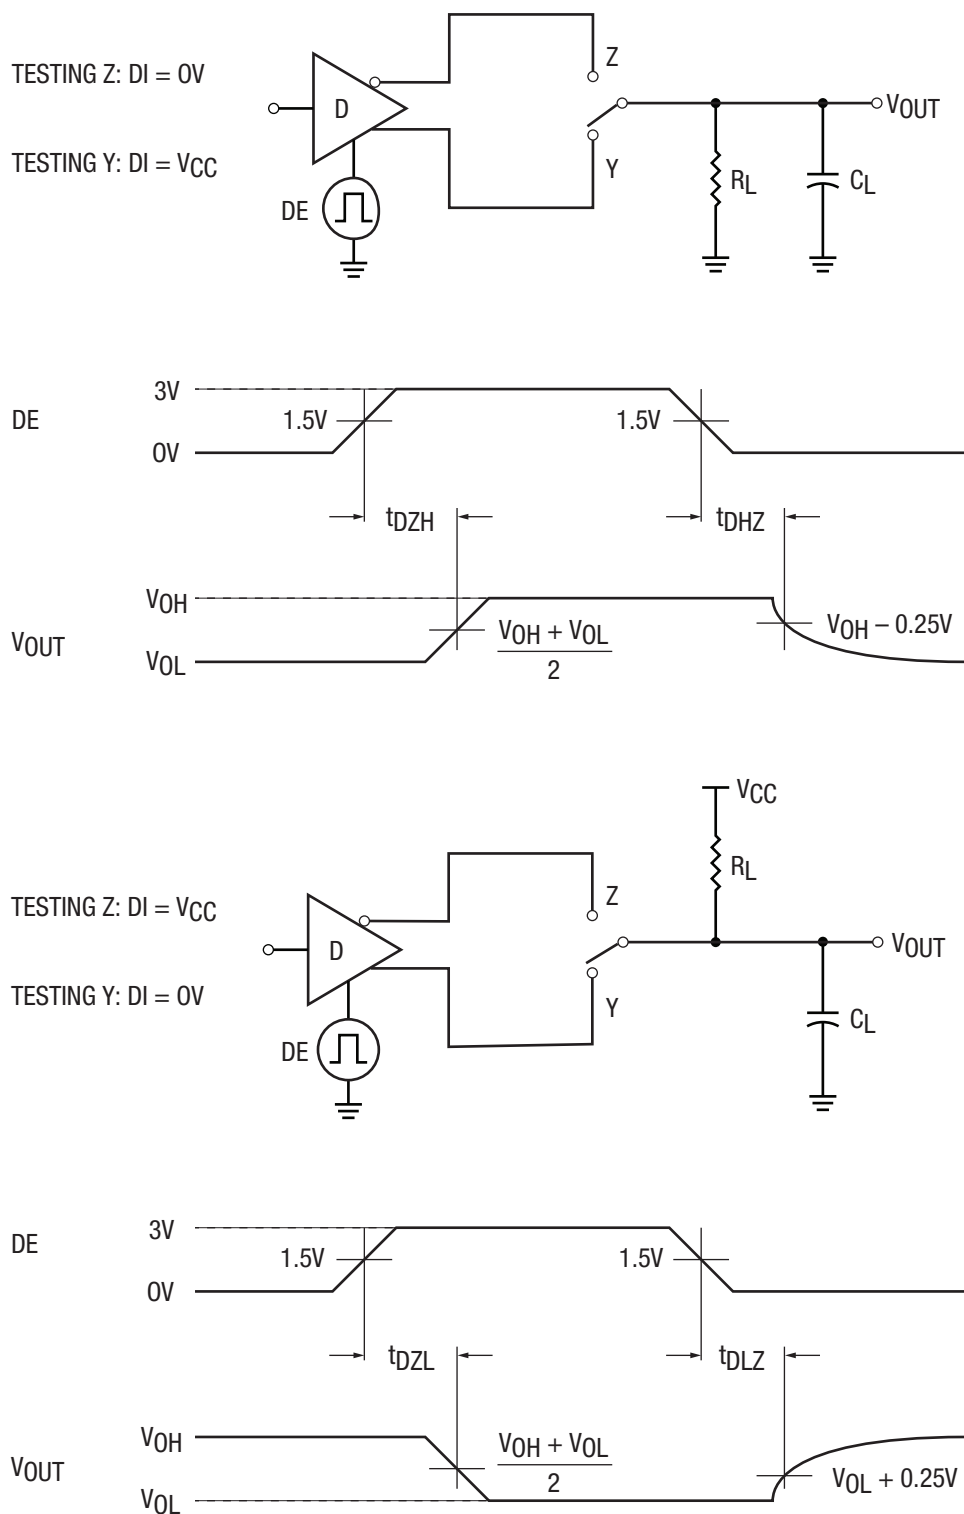 Z
TESTING Z: DI = 0V
D
VOUT
TESTING Y: DI = VCC
Y
RL
CL
DE
3V
DE
1.5V
1.5V
0V
tDZH
tDHZ
VOH
VOH + VOL
2
VOH – 0.25V
VOUT
VOL
VCC
RL
TESTING Z: DI = VCC
Z
D
VOUT
TESTING Y: DI = 0V
Y
CL
DE
3V
DE
1.5V
1.5V
0V
tDZL
tDLZ
VOH
VOH + VOL
2
VOUT
VOL + 0.25V
VOL